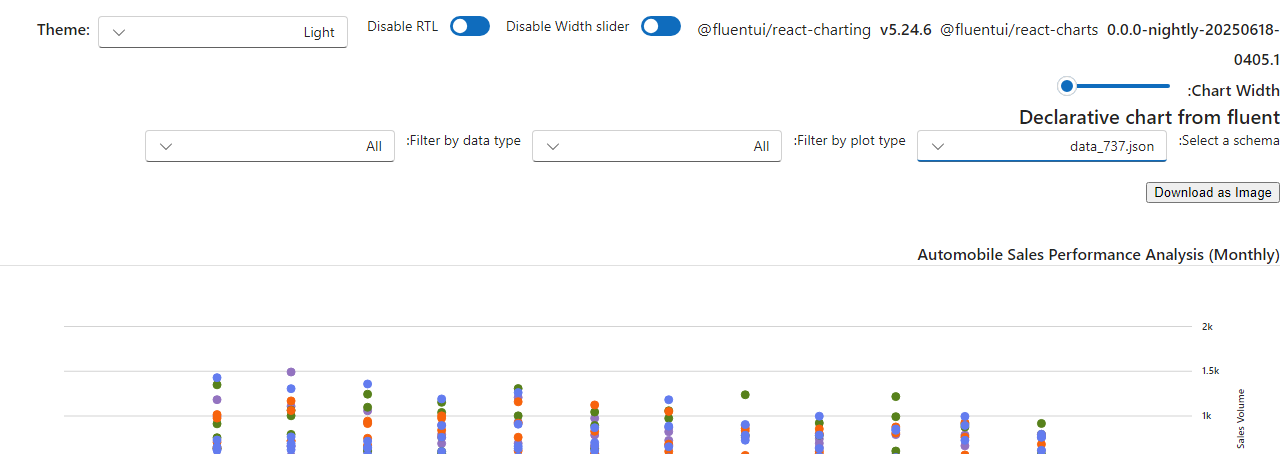 Theme: Light Disable RTL Disable Width slider @fluentui/react-charting v5.24.6 @fluentui/react-charts 0.0.0-nightly-20250618-
0405.1
:Chart Width
Declarative chart from fluent
:Select a schema data_737.json :Filter by plot type All :Filter by data type All
Download as Image
Automobile Sales Performance Analysis (Monthly)
2k
1.5k
1k
Sales Volume